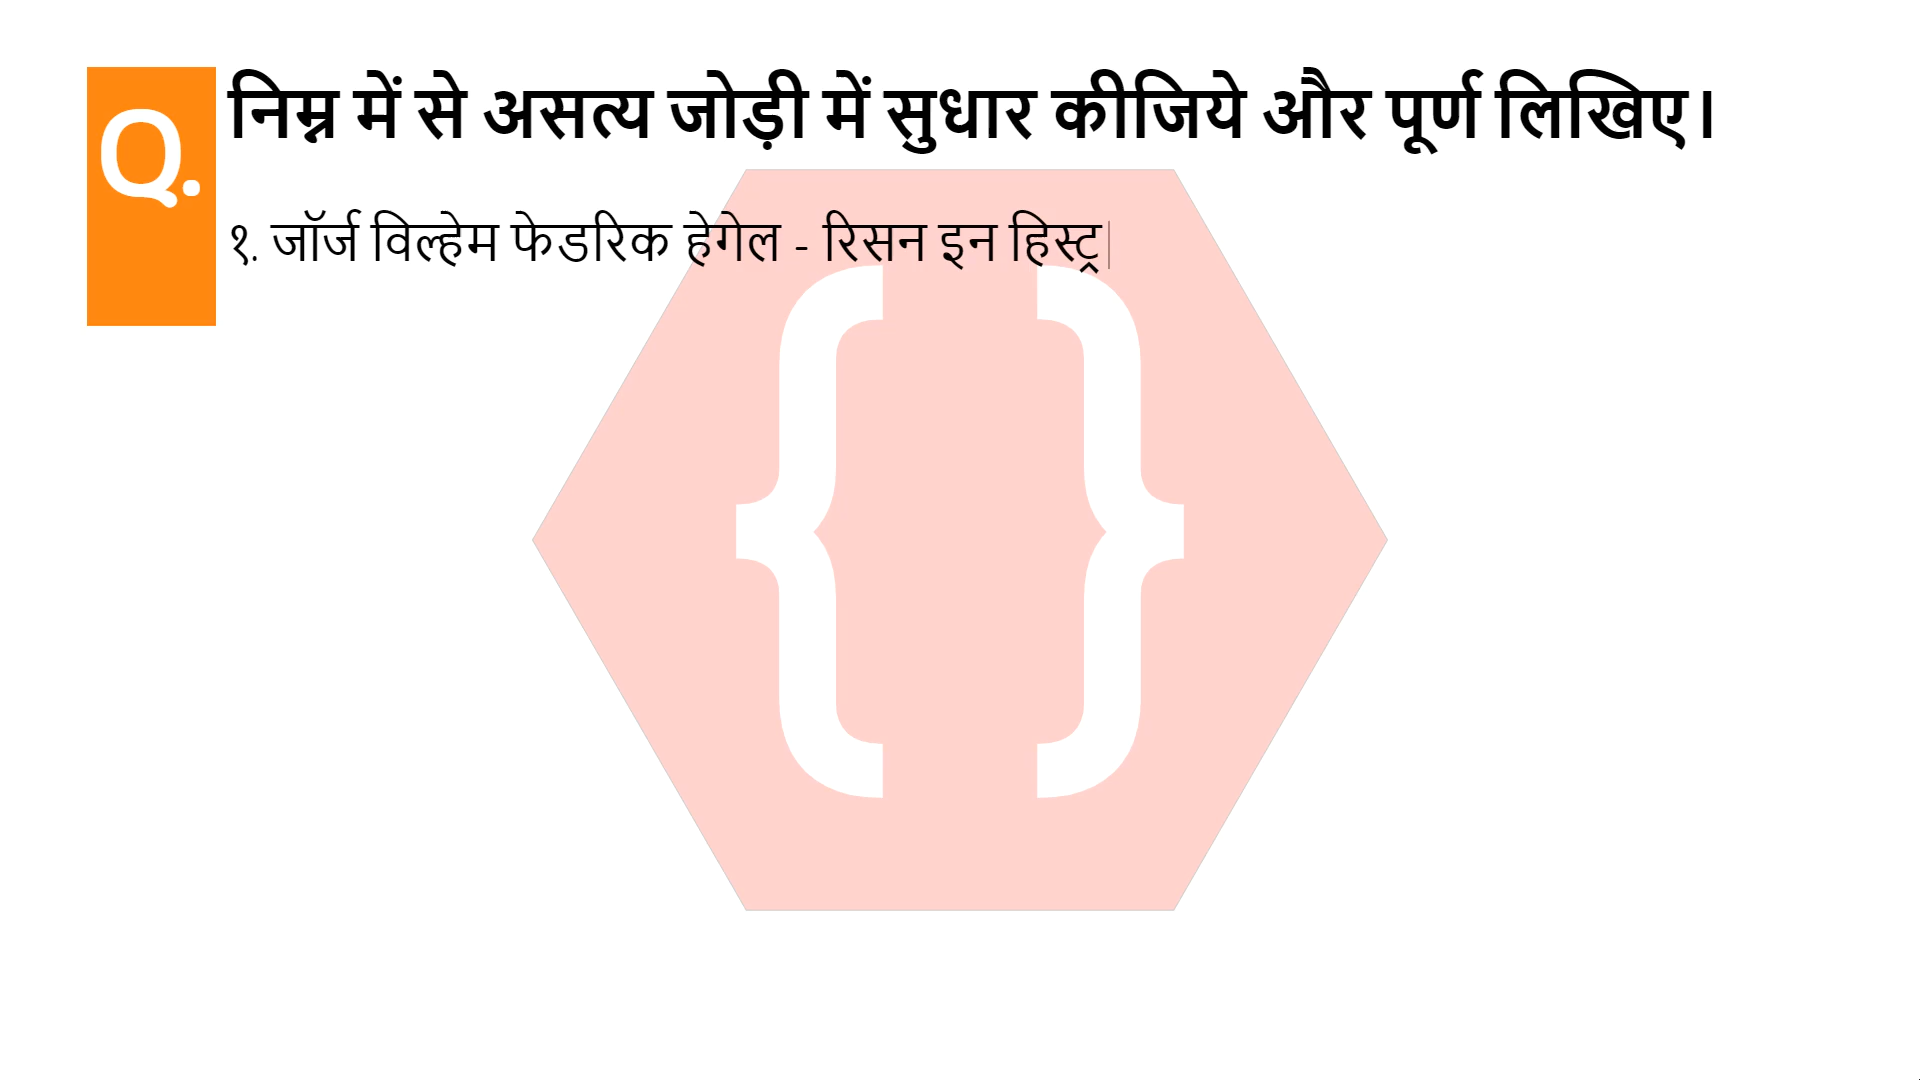 Q.
निम्न में से असत्य जोड़ी में सुधार कीजिये और पूर्ण लिखिए।
१. जॉर्ज विल्हेम फेडरिक हेगेल - रिसन इन हिस्ट्र